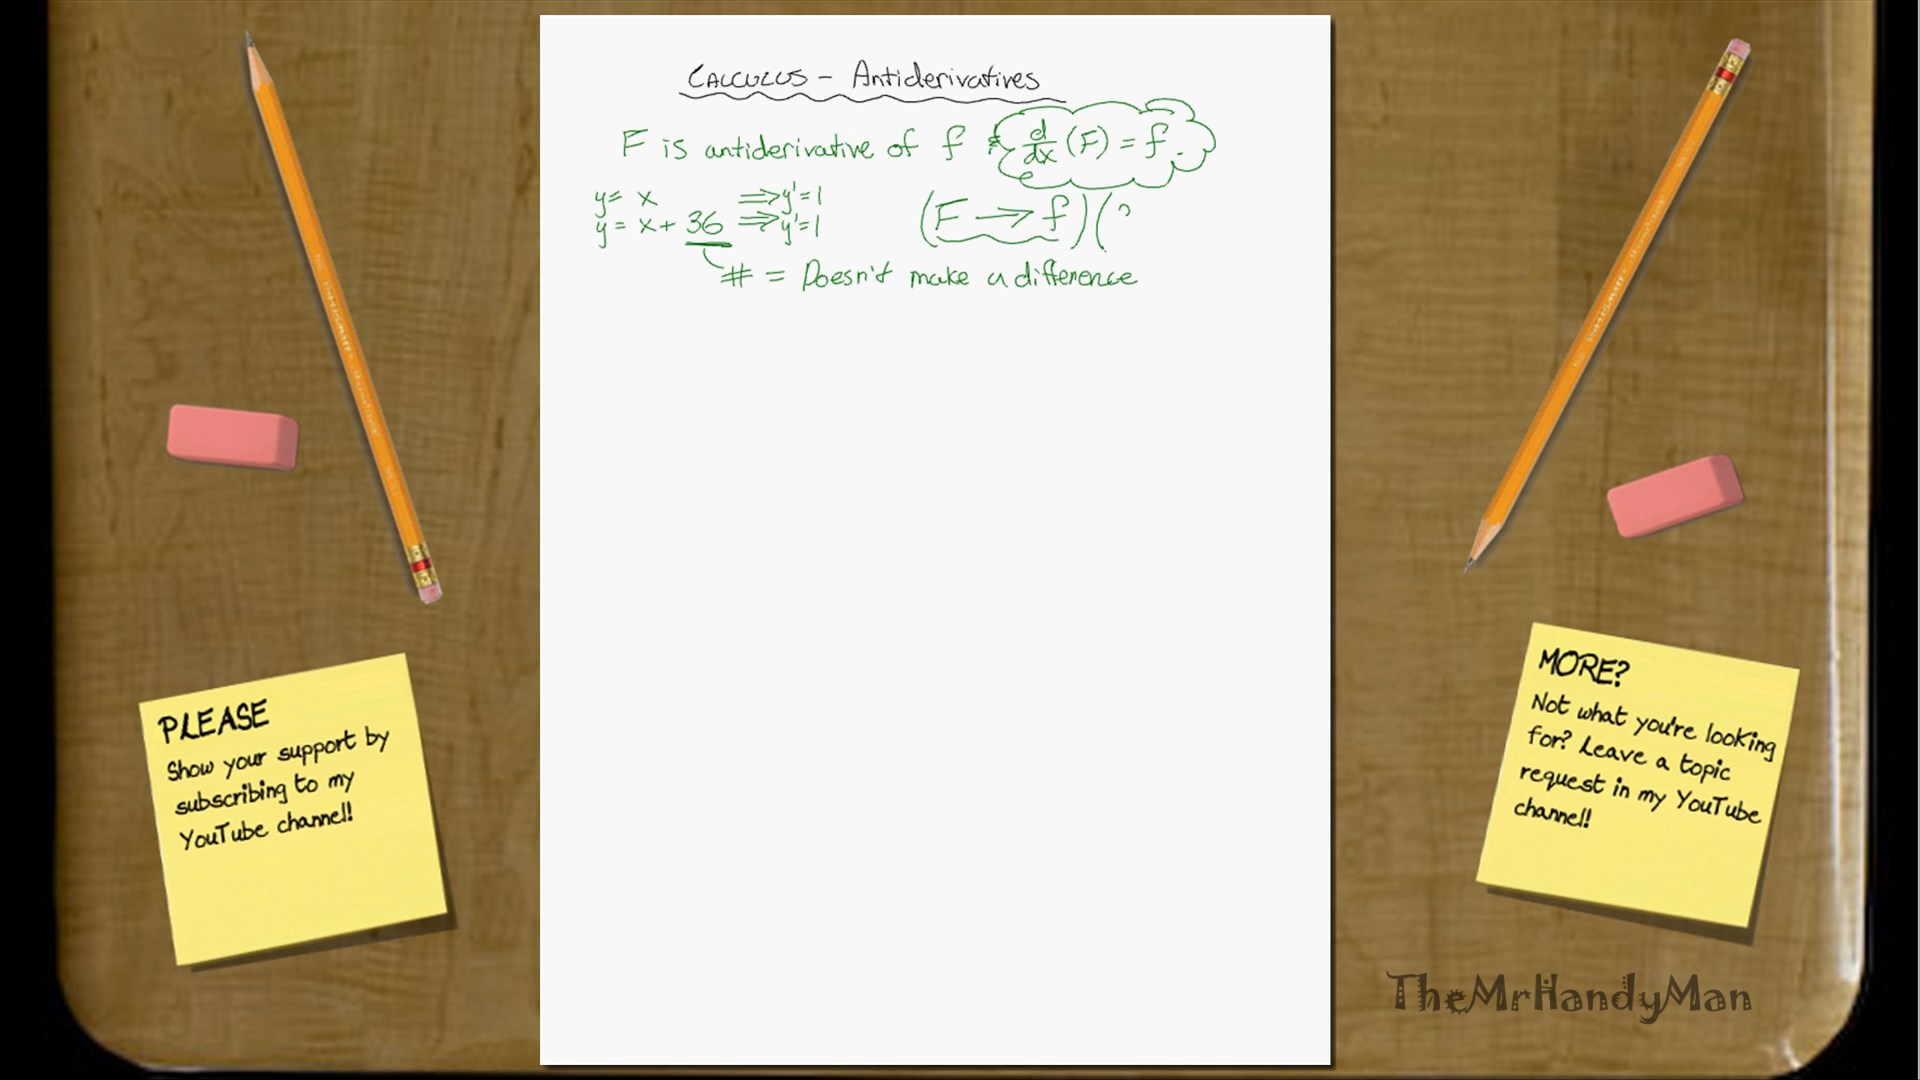 CALCULUS - Antiderivatives
F is antiderivative of f d/dx (F) = f.
y = x ⇒ y' = 1
y = x + 36 ⇒ y' = 1
(F → f)(
# = Doesn't make a difference
PLEASE
Show your support by
subscribing to my
YouTube channel!
MORE?
Not what you're looking
for? Leave a topic
request in my YouTube
channel!
TheMrHandyMan